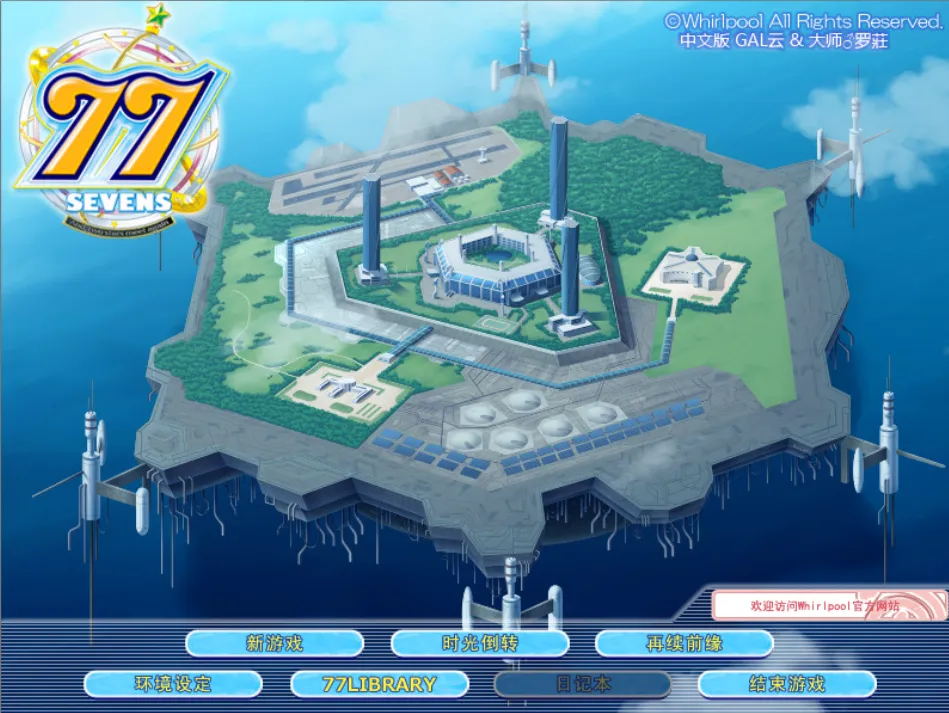 77
SEVENS
©Whirlpool All Rights Reserved.
中文版 GAL云 & 大师♂罗莊
欢迎访问Whirlpool官方网站
新游戏
时光倒转
再续前缘
环境设定
77LIBRARY
日记本
结束游戏